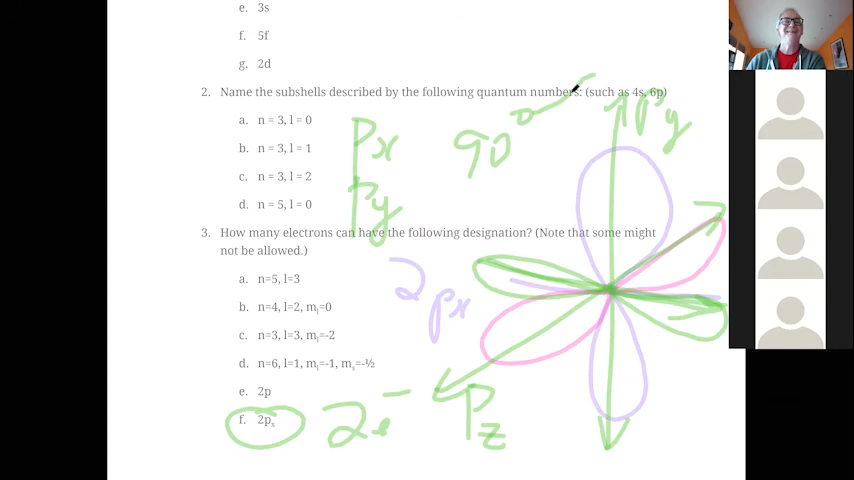 e. 3s
f. 5f
g. 2d
2. Name the subshells described by the following quantum numbers: (such as 4s, 6p)
a. n = 3, l = 0
b. n = 3, l = 1
c. n = 3, l = 2
d. n = 5, l = 0
Px
Py
90°
Py
3. How many electrons can have the following designation? (Note that some might
not be allowed.)
a. n=5, l=3
b. n=4, l=2, mₗ=0
c. n=3, l=3, mₗ=-2
d. n=6, l=1, mₗ=-1, mₛ=-½
e. 2p
f. 2pₓ
2px
2e⁻
Pz